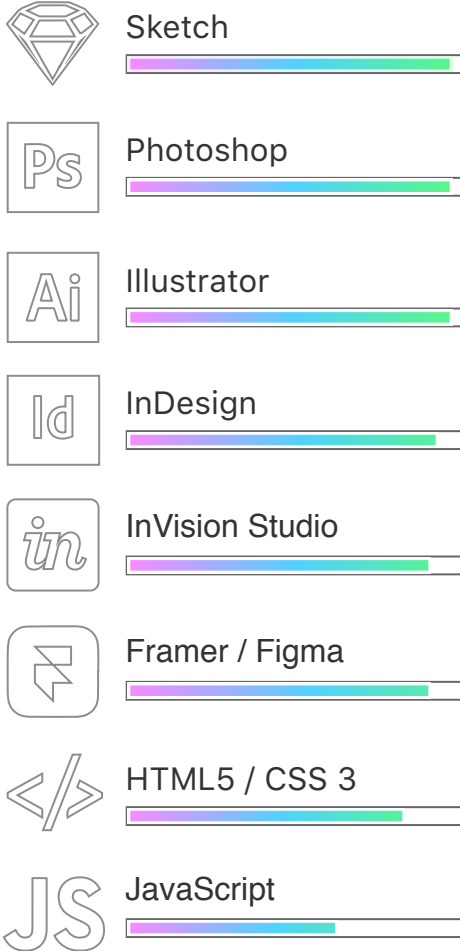 Sketch
Ps
Photoshop
Ai
Illustrator
Id
InDesign
in
InVision Studio
Framer / Figma
</>
HTML5 / CSS 3
JS
JavaScript